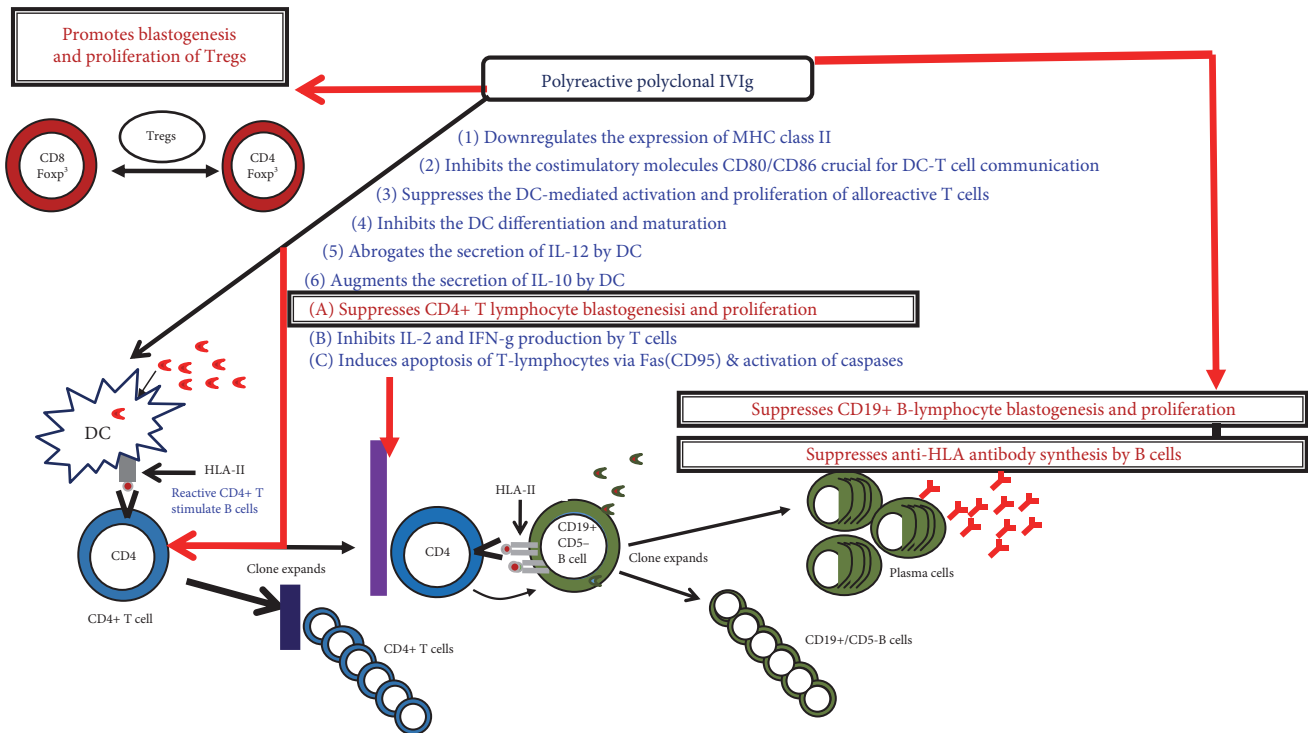 Promotes blastogenesis
and proliferation of Tregs
Polyreactive polyclonal IVIg
Tregs
CD8
Foxp³
CD4
Foxp³
(1) Downregulates the expression of MHC class II
(2) Inhibits the costimulatory molecules CD80/CD86 crucial for DC-T cell communication
(3) Suppresses the DC-mediated activation and proliferation of alloreactive T cells
(4) Inhibits the DC differentiation and maturation
(5) Abrogates the secretion of IL-12 by DC
(6) Augments the secretion of IL-10 by DC
(A) Suppresses CD4+ T lymphocyte blastogenesisi and proliferation
(B) Inhibits IL-2 and IFN-g production by T cells
(C) Induces apoptosis of T-lymphocytes via Fas(CD95) & activation of caspases
Suppresses CD19+ B-lymphocyte blastogenesis and proliferation
Suppresses anti-HLA antibody synthesis by B cells
DC
HLA-II
Reactive CD4+ T
stimulate B cells
CD4
CD4+ T cell
Clone expands
CD4+ T cells
CD4
HLA-II
CD19+
CD5–
B cell
Clone expands
Plasma cells
CD19+/CD5-B cells